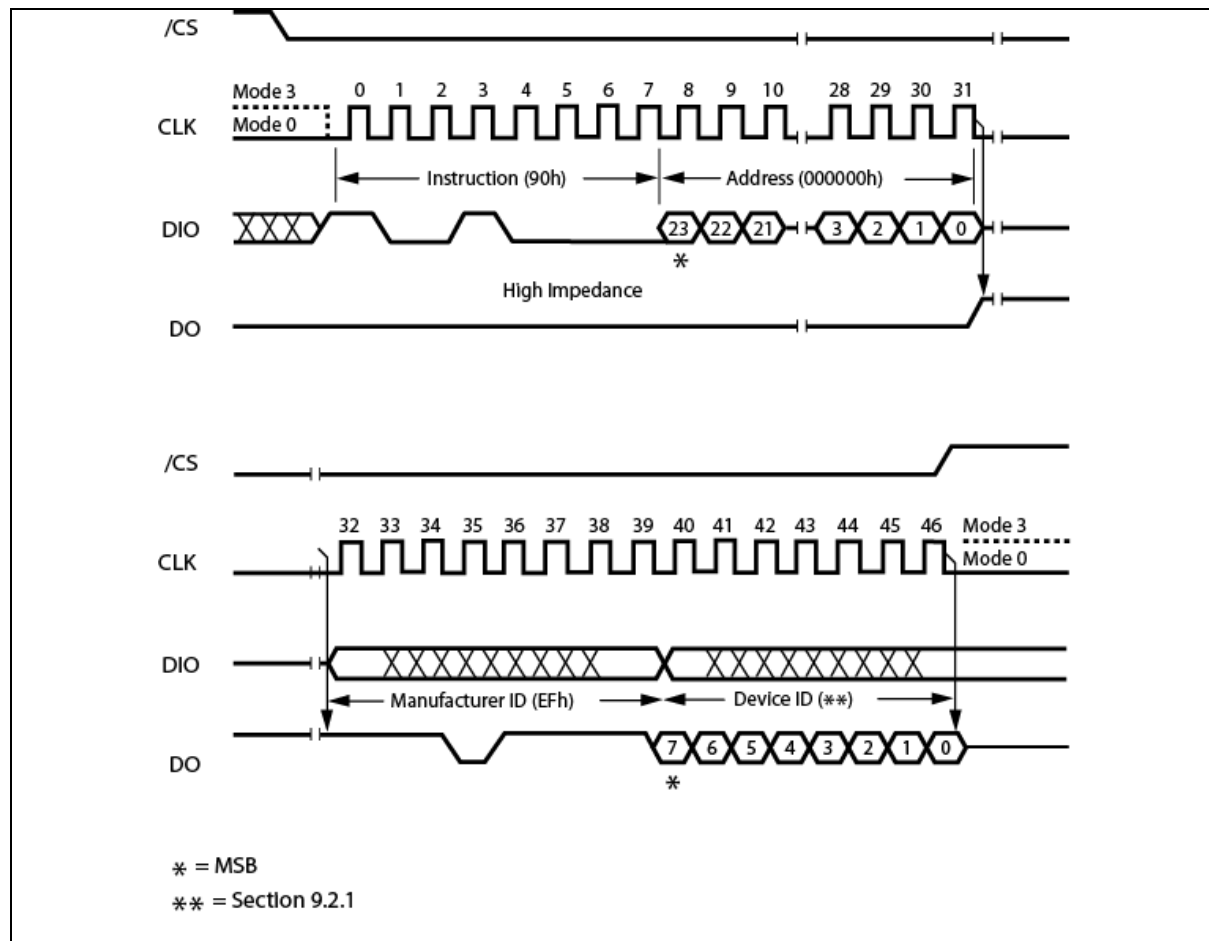 /CS
Mode 3 0 1 2 3 4 5 6 7 8 9 10 28 29 30 31
CLK Mode 0
Instruction (90h) Address (000000h)
DIO 23 22 21 3 2 1 0
*
High Impedance
DO
/CS
32 33 34 35 36 37 38 39 40 41 42 43 44 45 46 Mode 3
CLK Mode 0
DIO
Manufacturer ID (EFh) Device ID (**)
DO 7 6 5 4 3 2 1 0
*
* = MSB
** = Section 9.2.1